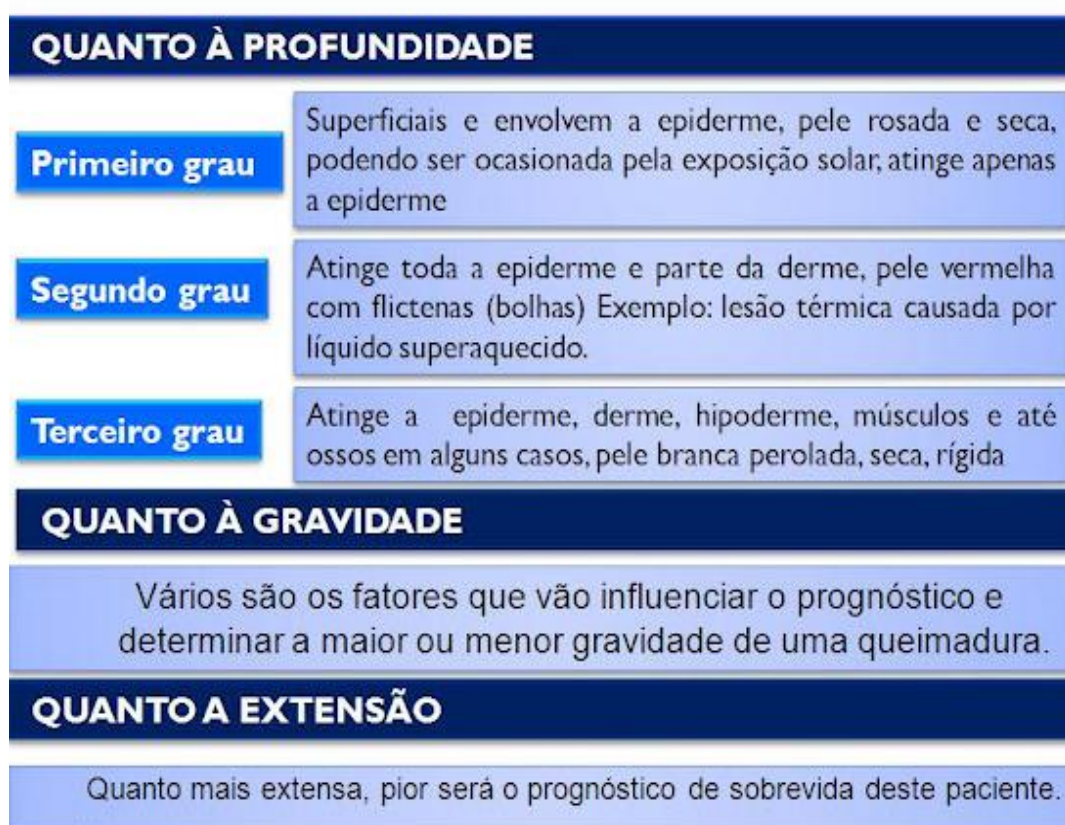 QUANTO À PROFUNDIDADE
Primeiro grau
Superficiais e envolvem a epiderme, pele rosada e seca,
podendo ser ocasionada pela exposição solar, atinge apenas
a epiderme
Segundo grau
Atinge toda a epiderme e parte da derme, pele vermelha
com flictenas (bolhas) Exemplo: lesão térmica causada por
líquido superaquecido.
Terceiro grau
Atinge a epiderme, derme, hipoderme, músculos e até
ossos em alguns casos, pele branca perolada, seca, rígida
QUANTO À GRAVIDADE
Vários são os fatores que vão influenciar o prognóstico e
determinar a maior ou menor gravidade de uma queimadura.
QUANTO A EXTENSÃO
Quanto mais extensa, pior será o prognóstico de sobrevida deste paciente.